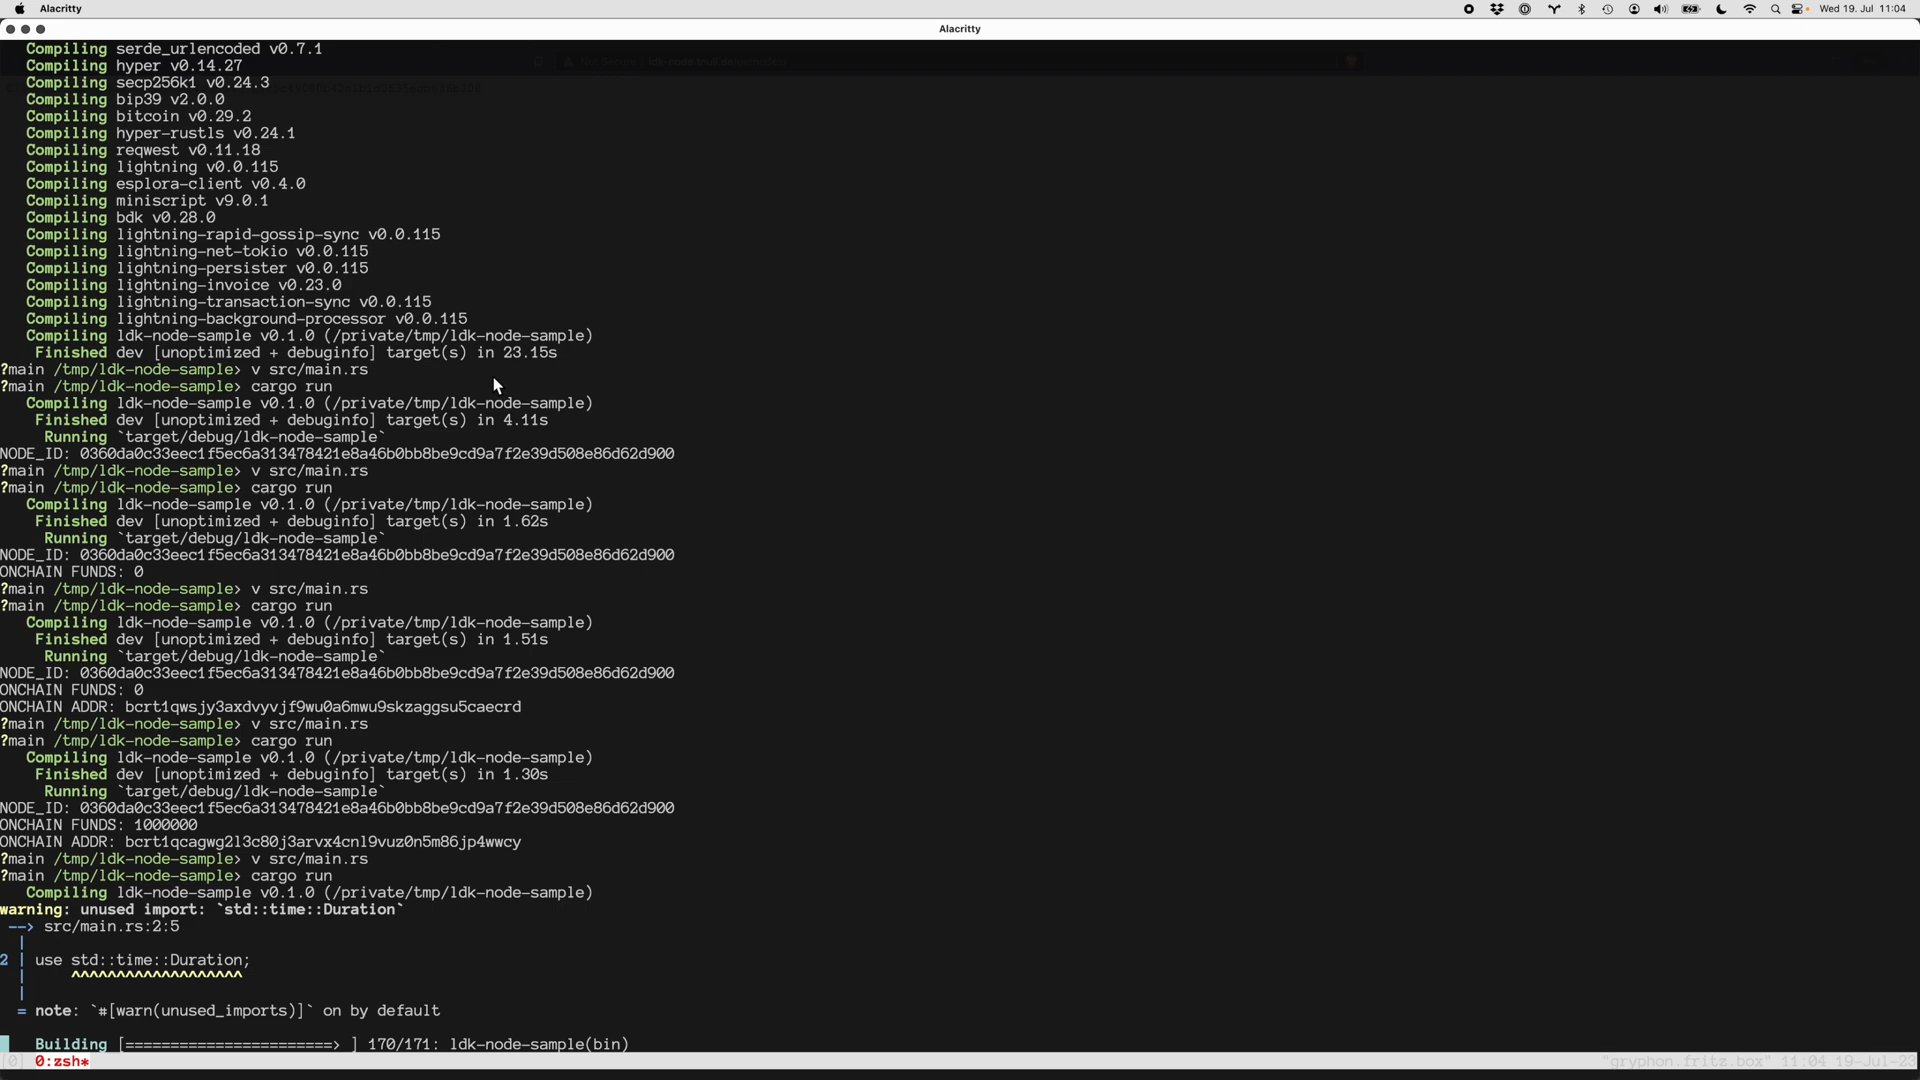 Alacritty
Wed 19. Jul 11:04
Alacritty
Compiling serde_urlencoded v0.7.1
Compiling hyper v0.14.27
Compiling secp256k1 v0.24.3
Compiling bip39 v2.0.0
Compiling bitcoin v0.29.2
Compiling hyper-rustls v0.24.1
Compiling reqwest v0.11.18
Compiling lightning v0.0.115
Compiling esplora-client v0.4.0
Compiling miniscript v9.0.1
Compiling bdk v0.28.0
Compiling lightning-rapid-gossip-sync v0.0.115
Compiling lightning-net-tokio v0.0.115
Compiling lightning-persister v0.0.115
Compiling lightning-invoice v0.23.0
Compiling lightning-transaction-sync v0.0.115
Compiling lightning-background-processor v0.0.115
Compiling ldk-node-sample v0.1.0 (/private/tmp/ldk-node-sample)
Finished dev [unoptimized + debuginfo] target(s) in 23.15s
?main /tmp/ldk-node-sample> v src/main.rs
?main /tmp/ldk-node-sample> cargo run
Compiling ldk-node-sample v0.1.0 (/private/tmp/ldk-node-sample)
Finished dev [unoptimized + debuginfo] target(s) in 4.11s
Running `target/debug/ldk-node-sample`
NODE_ID: 0360da0c33eec1f5ec6a313478421e8a46b0bb8be9cd9a7f2e39d508e86d62d900
?main /tmp/ldk-node-sample> v src/main.rs
?main /tmp/ldk-node-sample> cargo run
Compiling ldk-node-sample v0.1.0 (/private/tmp/ldk-node-sample)
Finished dev [unoptimized + debuginfo] target(s) in 1.62s
Running `target/debug/ldk-node-sample`
NODE_ID: 0360da0c33eec1f5ec6a313478421e8a46b0bb8be9cd9a7f2e39d508e86d62d900
ONCHAIN FUNDS: 0
?main /tmp/ldk-node-sample> v src/main.rs
?main /tmp/ldk-node-sample> cargo run
Compiling ldk-node-sample v0.1.0 (/private/tmp/ldk-node-sample)
Finished dev [unoptimized + debuginfo] target(s) in 1.51s
Running `target/debug/ldk-node-sample`
NODE_ID: 0360da0c33eec1f5ec6a313478421e8a46b0bb8be9cd9a7f2e39d508e86d62d900
ONCHAIN FUNDS: 0
ONCHAIN ADDR: bcrt1qwsjy3axdvyvjf9wu0a6mwu9skzaggsu5caecrd
?main /tmp/ldk-node-sample> v src/main.rs
?main /tmp/ldk-node-sample> cargo run
Compiling ldk-node-sample v0.1.0 (/private/tmp/ldk-node-sample)
Finished dev [unoptimized + debuginfo] target(s) in 1.30s
Running `target/debug/ldk-node-sample`
NODE_ID: 0360da0c33eec1f5ec6a313478421e8a46b0bb8be9cd9a7f2e39d508e86d62d900
ONCHAIN FUNDS: 1000000
ONCHAIN ADDR: bcrt1qcagwg2l3c80j3arvx4cnl9vuz0n5m86jp4wwcy
?main /tmp/ldk-node-sample> v src/main.rs
?main /tmp/ldk-node-sample> cargo run
Compiling ldk-node-sample v0.1.0 (/private/tmp/ldk-node-sample)
warning: unused import: `std::time::Duration`
--> src/main.rs:2:5
|
2 | use std::time::Duration;
| ^^^^^^^^^^^^^^^^^^^
|
= note: `#[warn(unused_imports)]` on by default
Building [=======================> ] 170/171: ldk-node-sample(bin)
[0] 0:zsh* "gryphon.fritz.box" 11:04 19-Jul-23